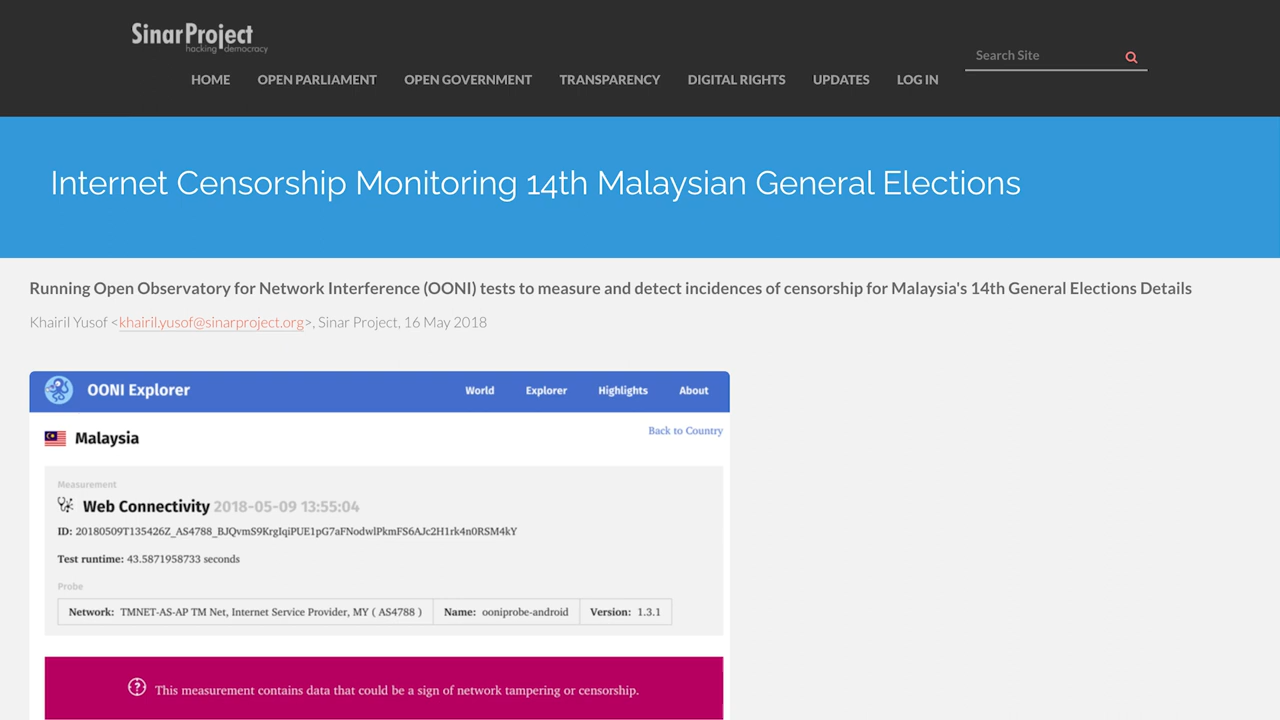 SinarProject
hacking democracy
Search Site
HOME OPEN PARLIAMENT OPEN GOVERNMENT TRANSPARENCY DIGITAL RIGHTS UPDATES LOG IN
Internet Censorship Monitoring 14th Malaysian General Elections
Running Open Observatory for Network Interference (OONI) tests to measure and detect incidences of censorship for Malaysia's 14th General Elections Details
Khairil Yusof <khairil.yusof@sinarproject.org>, Sinar Project, 16 May 2018
OONI Explorer World Explorer Highlights About
Back to Country
Malaysia
Measurement
Web Connectivity 2018-05-09 13:55:04
ID: 20180509T135426Z_AS4788_BJQvmS9KrgIqiPUE1pG7aFNodwlPkmFS6AJc2H1rk4n0RSM4kY
Test runtime: 43.5871958733 seconds
Probe
Network: TMNET-AS-AP TM Net, Internet Service Provider, MY ( AS4788 ) Name: ooniprobe-android Version: 1.3.1
This measurement contains data that could be a sign of network tampering or censorship.